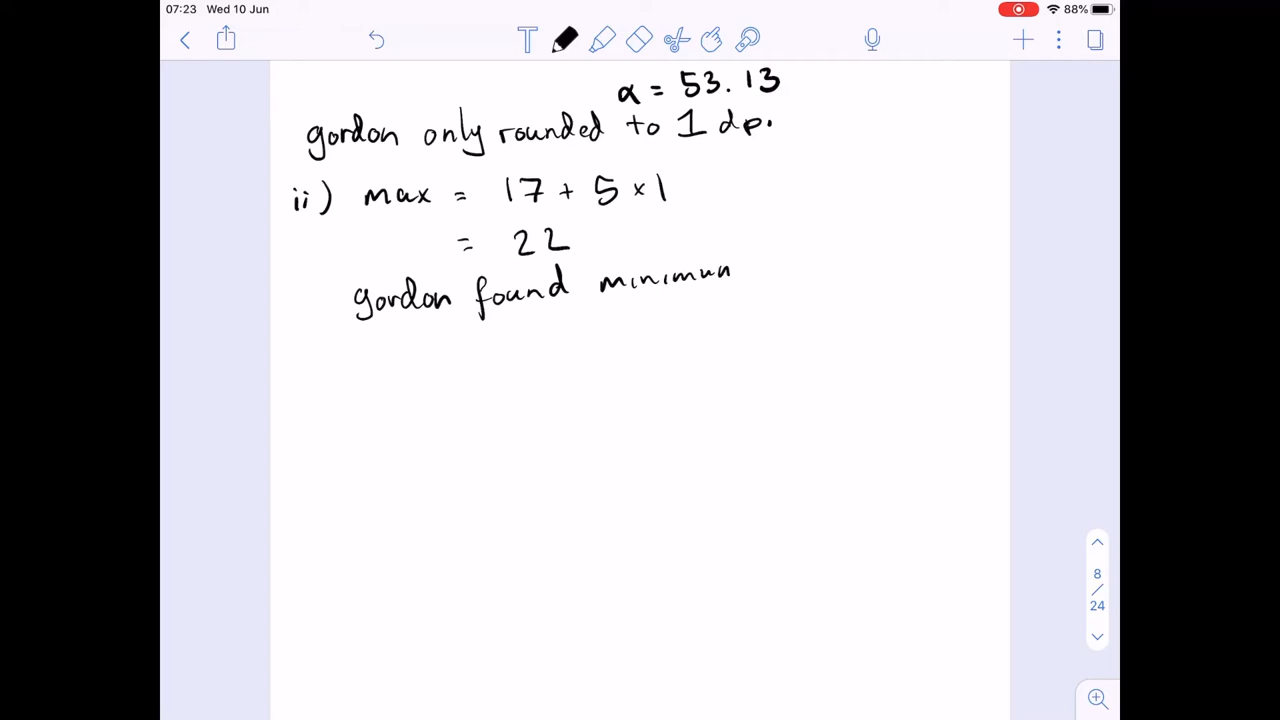 07:23 Wed 10 Jun 88%
T
α = 53.13
gordon only rounded to 1 dp.
ii) max = 17 + 5 × 1
= 22
gordon found minimum
8
/
24